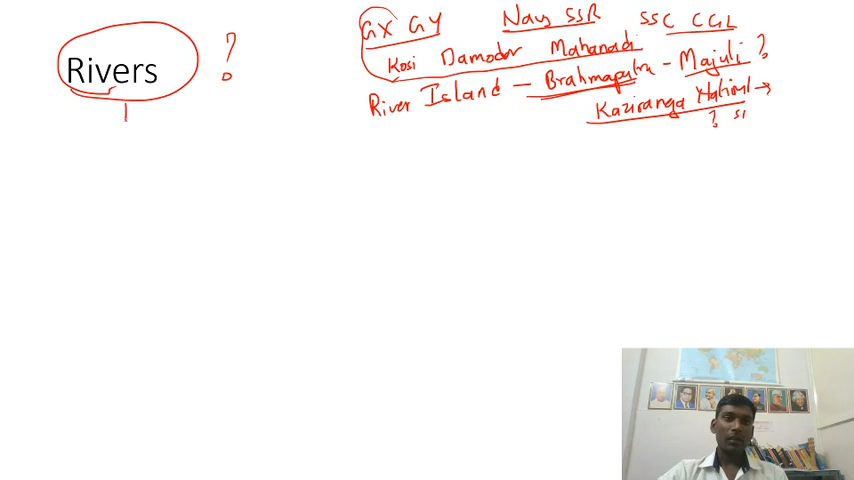 Rivers ?
GX GY Navy SSR SSC CGL
Kosi Damodar Mahanadi
River Island - Brahmaputra - Majuli ?
Kaziranga National →
?